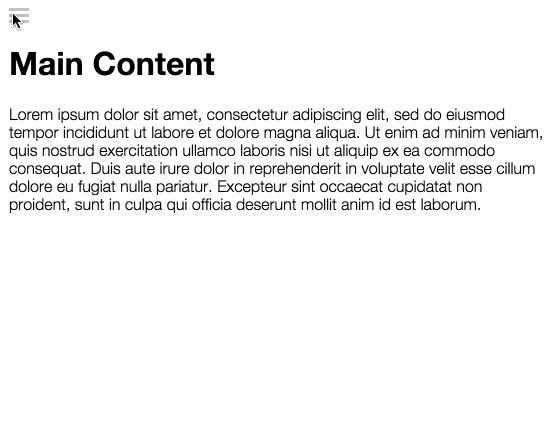 Main Content
Lorem ipsum dolor sit amet, consectetur adipiscing elit, sed do eiusmod
tempor incididunt ut labore et dolore magna aliqua. Ut enim ad minim veniam,
quis nostrud exercitation ullamco laboris nisi ut aliquip ex ea commodo
consequat. Duis aute irure dolor in reprehenderit in voluptate velit esse cillum
dolore eu fugiat nulla pariatur. Excepteur sint occaecat cupidatat non
proident, sunt in culpa qui officia deserunt mollit anim id est laborum.